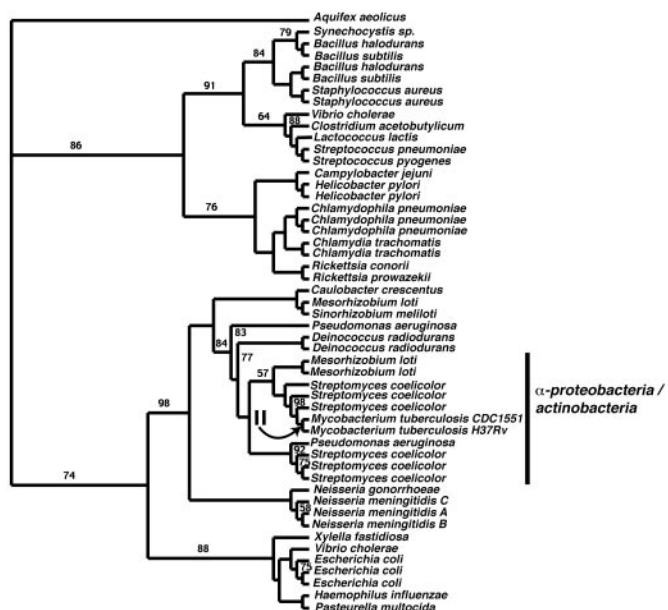 Aquifex aeolicus
79
Synechocystis sp.
Bacillus halodurans
84
Bacillus subtilis
Bacillus halodurans
91
Bacillus subtilis
Staphylococcus aureus
Staphylococcus aureus
64
Vibrio cholerae
88
Clostridium acetobutylicum
Lactococcus lactis
86
Streptococcus pneumoniae
Streptococcus pyogenes
Campylobacter jejuni
Helicobacter pylori
Helicobacter pylori
76
Chlamydophila pneumoniae
Chlamydophila pneumoniae
Chlamydophila pneumoniae
Chlamydia trachomatis
Chlamydia trachomatis
Rickettsia conorii
Rickettsia prowazekii
Caulobacter crescentus
Mesorhizobium loti
Sinorhizobium meliloti
Pseudomonas aeruginosa
83
84
Deinococcus radiodurans
Deinococcus radiodurans
77
Mesorhizobium loti
57
Mesorhizobium loti
Streptomyces coelicolor
Streptomyces coelicolor
98
Streptomyces coelicolor
98
II
Mycobacterium tuberculosis CDC1551
Mycobacterium tuberculosis H37Rv
α-proteobacteria /
actinobacteria
Pseudomonas aeruginosa
92
Streptomyces coelicolor
75
Streptomyces coelicolor
Streptomyces coelicolor
74
Neisseria gonorrhoeae
Neisseria meningitidis C
58
Neisseria meningitidis A
Neisseria meningitidis B
Xylella fastidiosa
88
Vibrio cholerae
Escherichia coli
75
Escherichia coli
Escherichia coli
Haemophilus influenzae
Pasteurella multocida